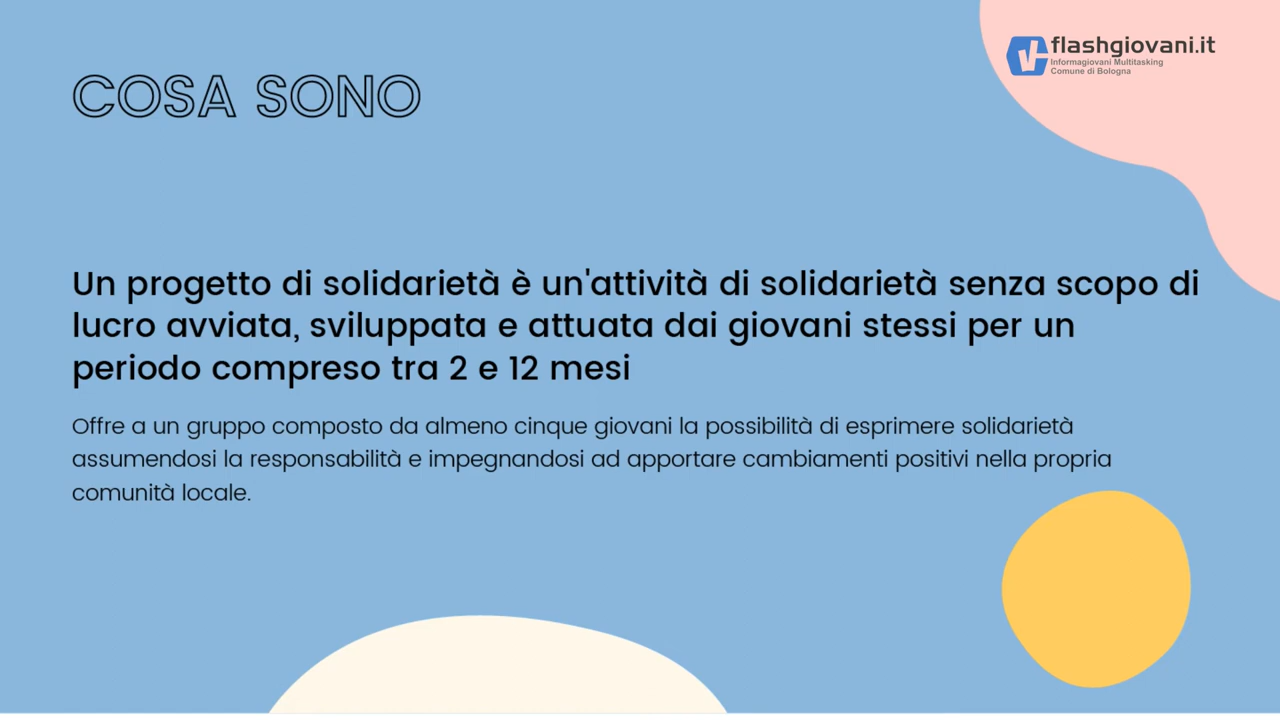 flashgiovani.it
Informagiovani Multitasking
Comune di Bologna
COSA SONO
Un progetto di solidarietà è un'attività di solidarietà senza scopo di
lucro avviata, sviluppata e attuata dai giovani stessi per un
periodo compreso tra 2 e 12 mesi
Offre a un gruppo composto da almeno cinque giovani la possibilità di esprimere solidarietà
assumendosi la responsabilità e impegnandosi ad apportare cambiamenti positivi nella propria
comunità locale.